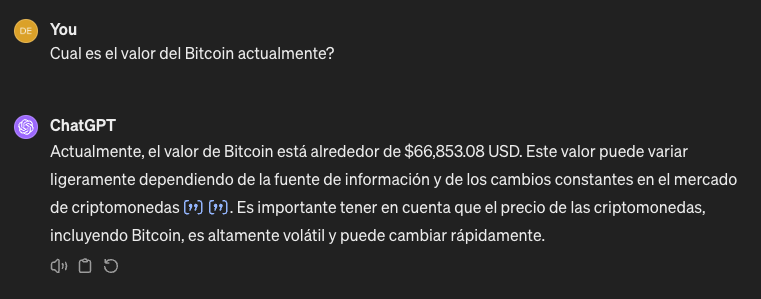 DE
You
Cual es el valor del Bitcoin actualmente?
ChatGPT
Actualmente, el valor de Bitcoin está alrededor de $66,853.08 USD. Este valor puede variar
ligeramente dependiendo de la fuente de información y de los cambios constantes en el mercado
de criptomonedas [❜❜] [❜❜]. Es importante tener en cuenta que el precio de las criptomonedas,
incluyendo Bitcoin, es altamente volátil y puede cambiar rápidamente.